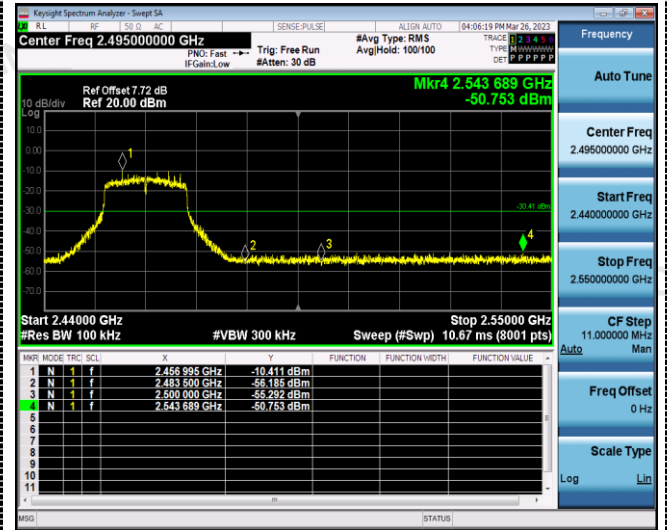 Keysight Spectrum Analyzer - Swept SA
RL RF 50 Ω AC SENSE:PULSE ALIGN AUTO 04:06:19 PM Mar 26, 2023
Center Freq 2.495000000 GHz
PNO: Fast
IFGain:Low
Trig: Free Run
#Atten: 30 dB
#Avg Type: RMS
Avg|Hold: 100/100
TRACE 1 2 3 4 5 6
TYPE M W W W W W
DET P P P P P P
Mkr4 2.543 689 GHz
-50.753 dBm
Ref Offset 7.72 dB
10 dB/div Ref 20.00 dBm
Log
10.0
0.00
-10.0
-20.0
-30.0
-40.0
-50.0
-60.0
-70.0
1
2
3
4
-30.41 dBm
Start 2.44000 GHz Stop 2.55000 GHz
#Res BW 100 kHz #VBW 300 kHz Sweep (#Swp) 10.67 ms (8001 pts)
MKR MODE TRC SCL X Y FUNCTION FUNCTION WIDTH FUNCTION VALUE
1 N 1 f 2.456 995 GHz -10.411 dBm
2 N 1 f 2.483 500 GHz -56.185 dBm
3 N 1 f 2.500 000 GHz -55.292 dBm
4 N 1 f 2.543 689 GHz -50.753 dBm
5
6
7
8
9
10
11
MSG STATUS
Frequency
Auto Tune
Center Freq
2.495000000 GHz
Start Freq
2.440000000 GHz
Stop Freq
2.550000000 GHz
CF Step
11.000000 MHz
Auto Man
Freq Offset
0 Hz
Scale Type
Log Lin